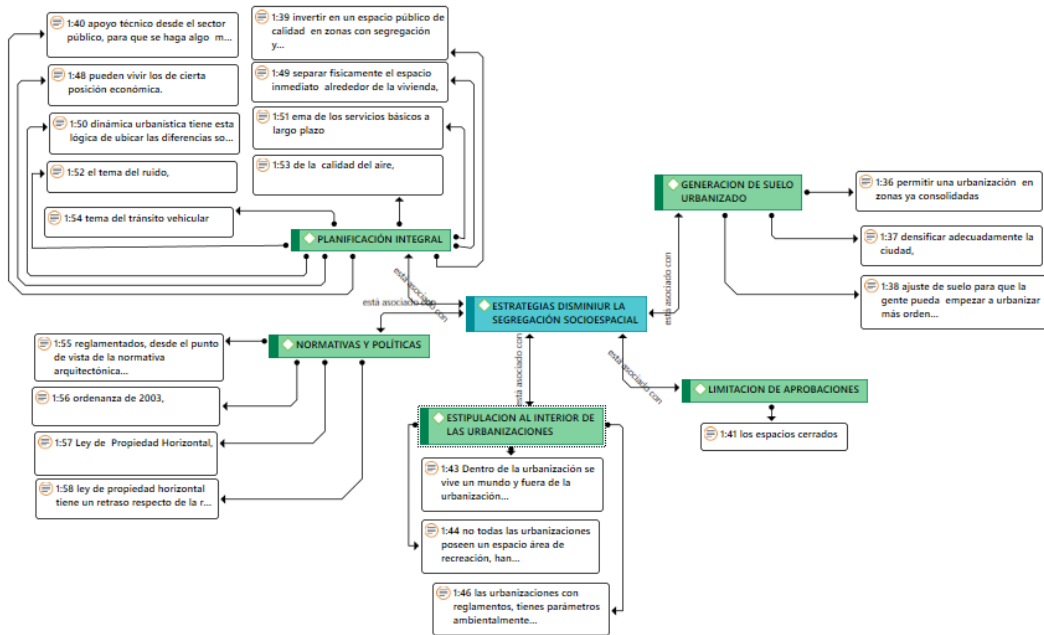 1:40 apoyo técnico desde el sector
público, para que se haga algo m...
1:39 invertir en un espacio público de
calidad en zonas con segregación
y...
1:48 pueden vivir los de cierta
posición económica.
1:49 separar físicamente el espacio
inmediato alrededor de la vivienda,
1:50 dinámica urbanística tiene esta
lógica de ubicar las diferencias so...
1:51 ema de los servicios básicos a
largo plazo
1:52 el tema del ruido,
1:53 de la calidad del aire,
1:54 tema del tránsito vehicular
PLANIFICACIÓN INTEGRAL
GENERACION DE SUELO
URBANIZADO
1:36 permitir una urbanización en
zonas ya consolidadas
1:37 densificar adecuadamente la
ciudad,
1:38 ajuste de suelo para que la
gente pueda empezar a urbanizar
más orden...
está asociado con
está asociado con
está asociado con
ESTRATEGIAS DISMINIUR LA
SEGREGACIÓN SOCIOESPACIAL
NORMATIVAS Y POLÍTICAS
1:55 reglamentados, desde el punto
de vista de la normativa
arquitectónica...
1:56 ordenanza de 2003,
1:57 Ley de Propiedad Horizontal,
1:58 ley de propiedad horizontal
tiene un retraso respecto de la r...
está asociado con
está asociado con
LIMITACION DE APROBACIONES
1:41 los espacios cerrados
ESTIPULACION AL INTERIOR DE
LAS URBANIZACIONES
1:43 Dentro de la urbanización se
vive un mundo y fuera de la
urbanización...
1:44 no todas las urbanizaciones
poseen un espacio área de
recreación, han...
1:46 las urbanizaciones con
reglamentos, tienes parámetros
ambientalmente...